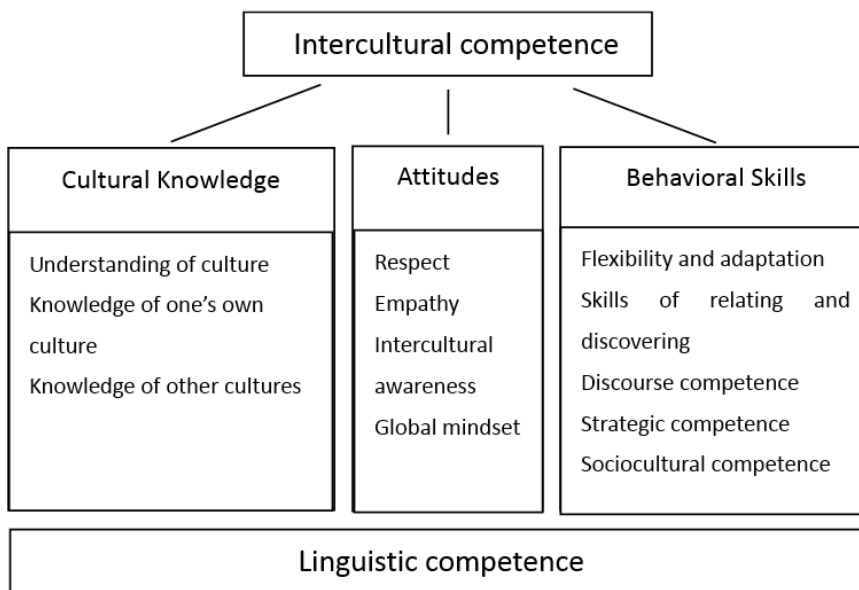 Intercultural competence
Cultural Knowledge
Understanding of culture
Knowledge of one’s own
culture
Knowledge of other cultures
Attitudes
Respect
Empathy
Intercultural
awareness
Global mindset
Behavioral Skills
Flexibility and adaptation
Skills of relating and
discovering
Discourse competence
Strategic competence
Sociocultural competence
Linguistic competence